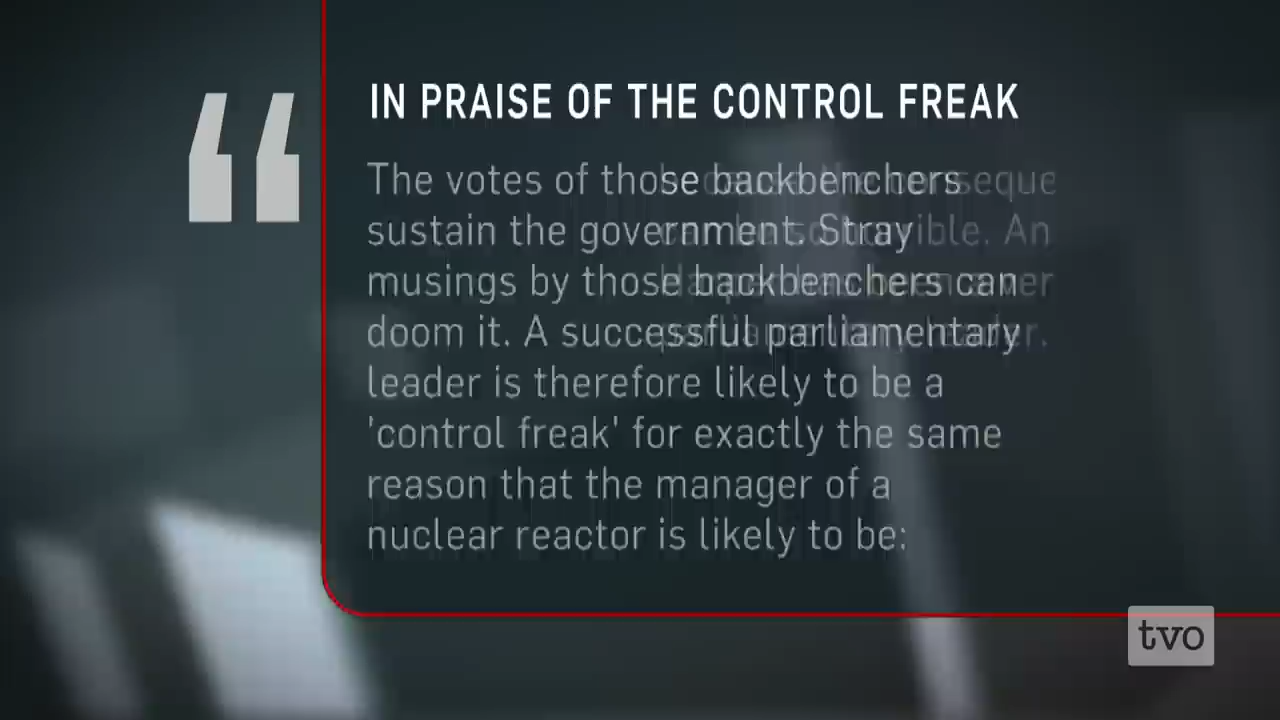 IN PRAISE OF THE CONTROL FREAK
The votes of those backbenchers
sustain the government. Stray
musings by those backbenchers can
doom it. A successful parliamentary
leader is therefore likely to be a
'control freak' for exactly the same
reason that the manager of a
nuclear reactor is likely to be:
tvo